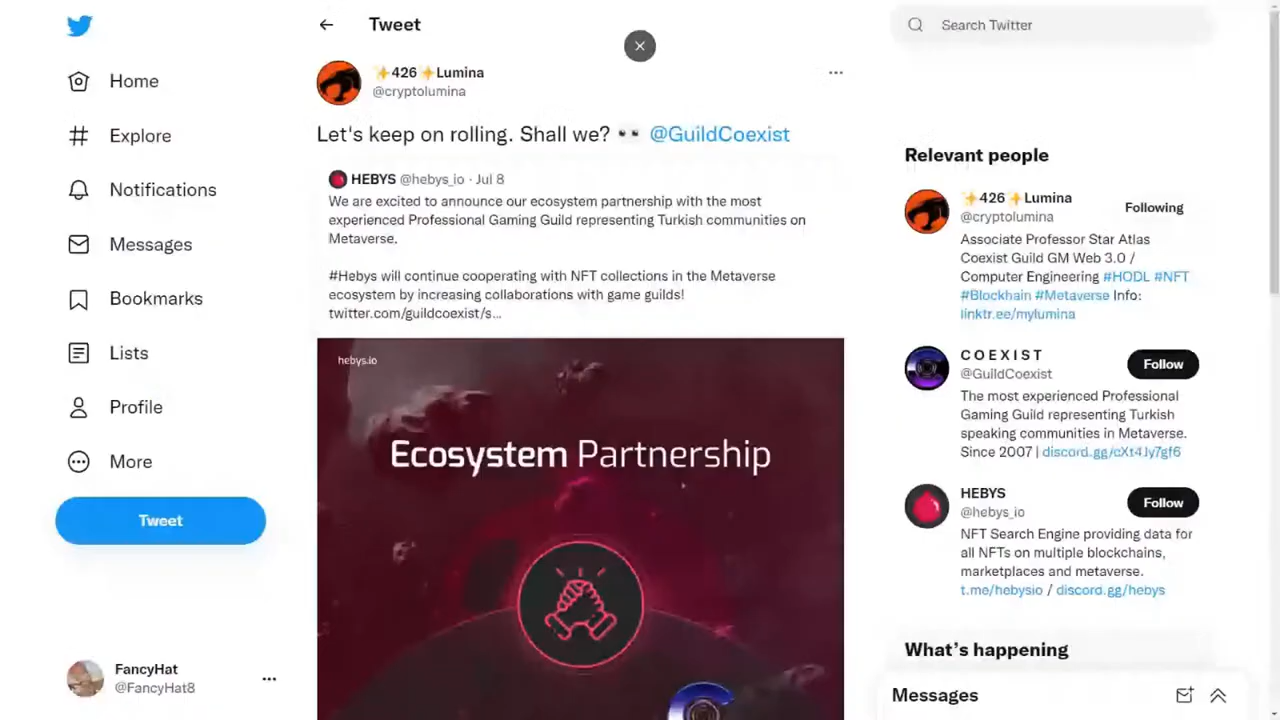 Home
Explore
Notifications
Messages
Bookmarks
Lists
Profile
More
Tweet
FancyHat
@FancyHat8
Tweet
✨426✨Lumina
@cryptolumina
Let's keep on rolling. Shall we? 👀 @GuildCoexist
HEBYS @hebys_io · Jul 8
We are excited to announce our ecosystem partnership with the most
experienced Professional Gaming Guild representing Turkish communities on
Metaverse.
#Hebys will continue cooperating with NFT collections in the Metaverse
ecosystem by increasing collaborations with game guilds!
twitter.com/guildcoexist/s...
hebys.io
Ecosystem Partnership
Search Twitter
Relevant people
✨426✨Lumina
@cryptolumina
Following
Associate Professor Star Atlas
Coexist Guild GM Web 3.0 /
Computer Engineering #HODL #NFT
#Blockhain #Metaverse Info:
linktr.ee/mylumina
C O E X I S T
@GuildCoexist
Follow
The most experienced Professional
Gaming Guild representing Turkish
speaking communities in Metaverse.
Since 2007 | discord.gg/cXt4Jy7gf6
HEBYS
@hebys_io
Follow
NFT Search Engine providing data for
all NFTs on multiple blockchains,
marketplaces and metaverse.
t.me/hebysio / discord.gg/hebys
What's happening
Messages